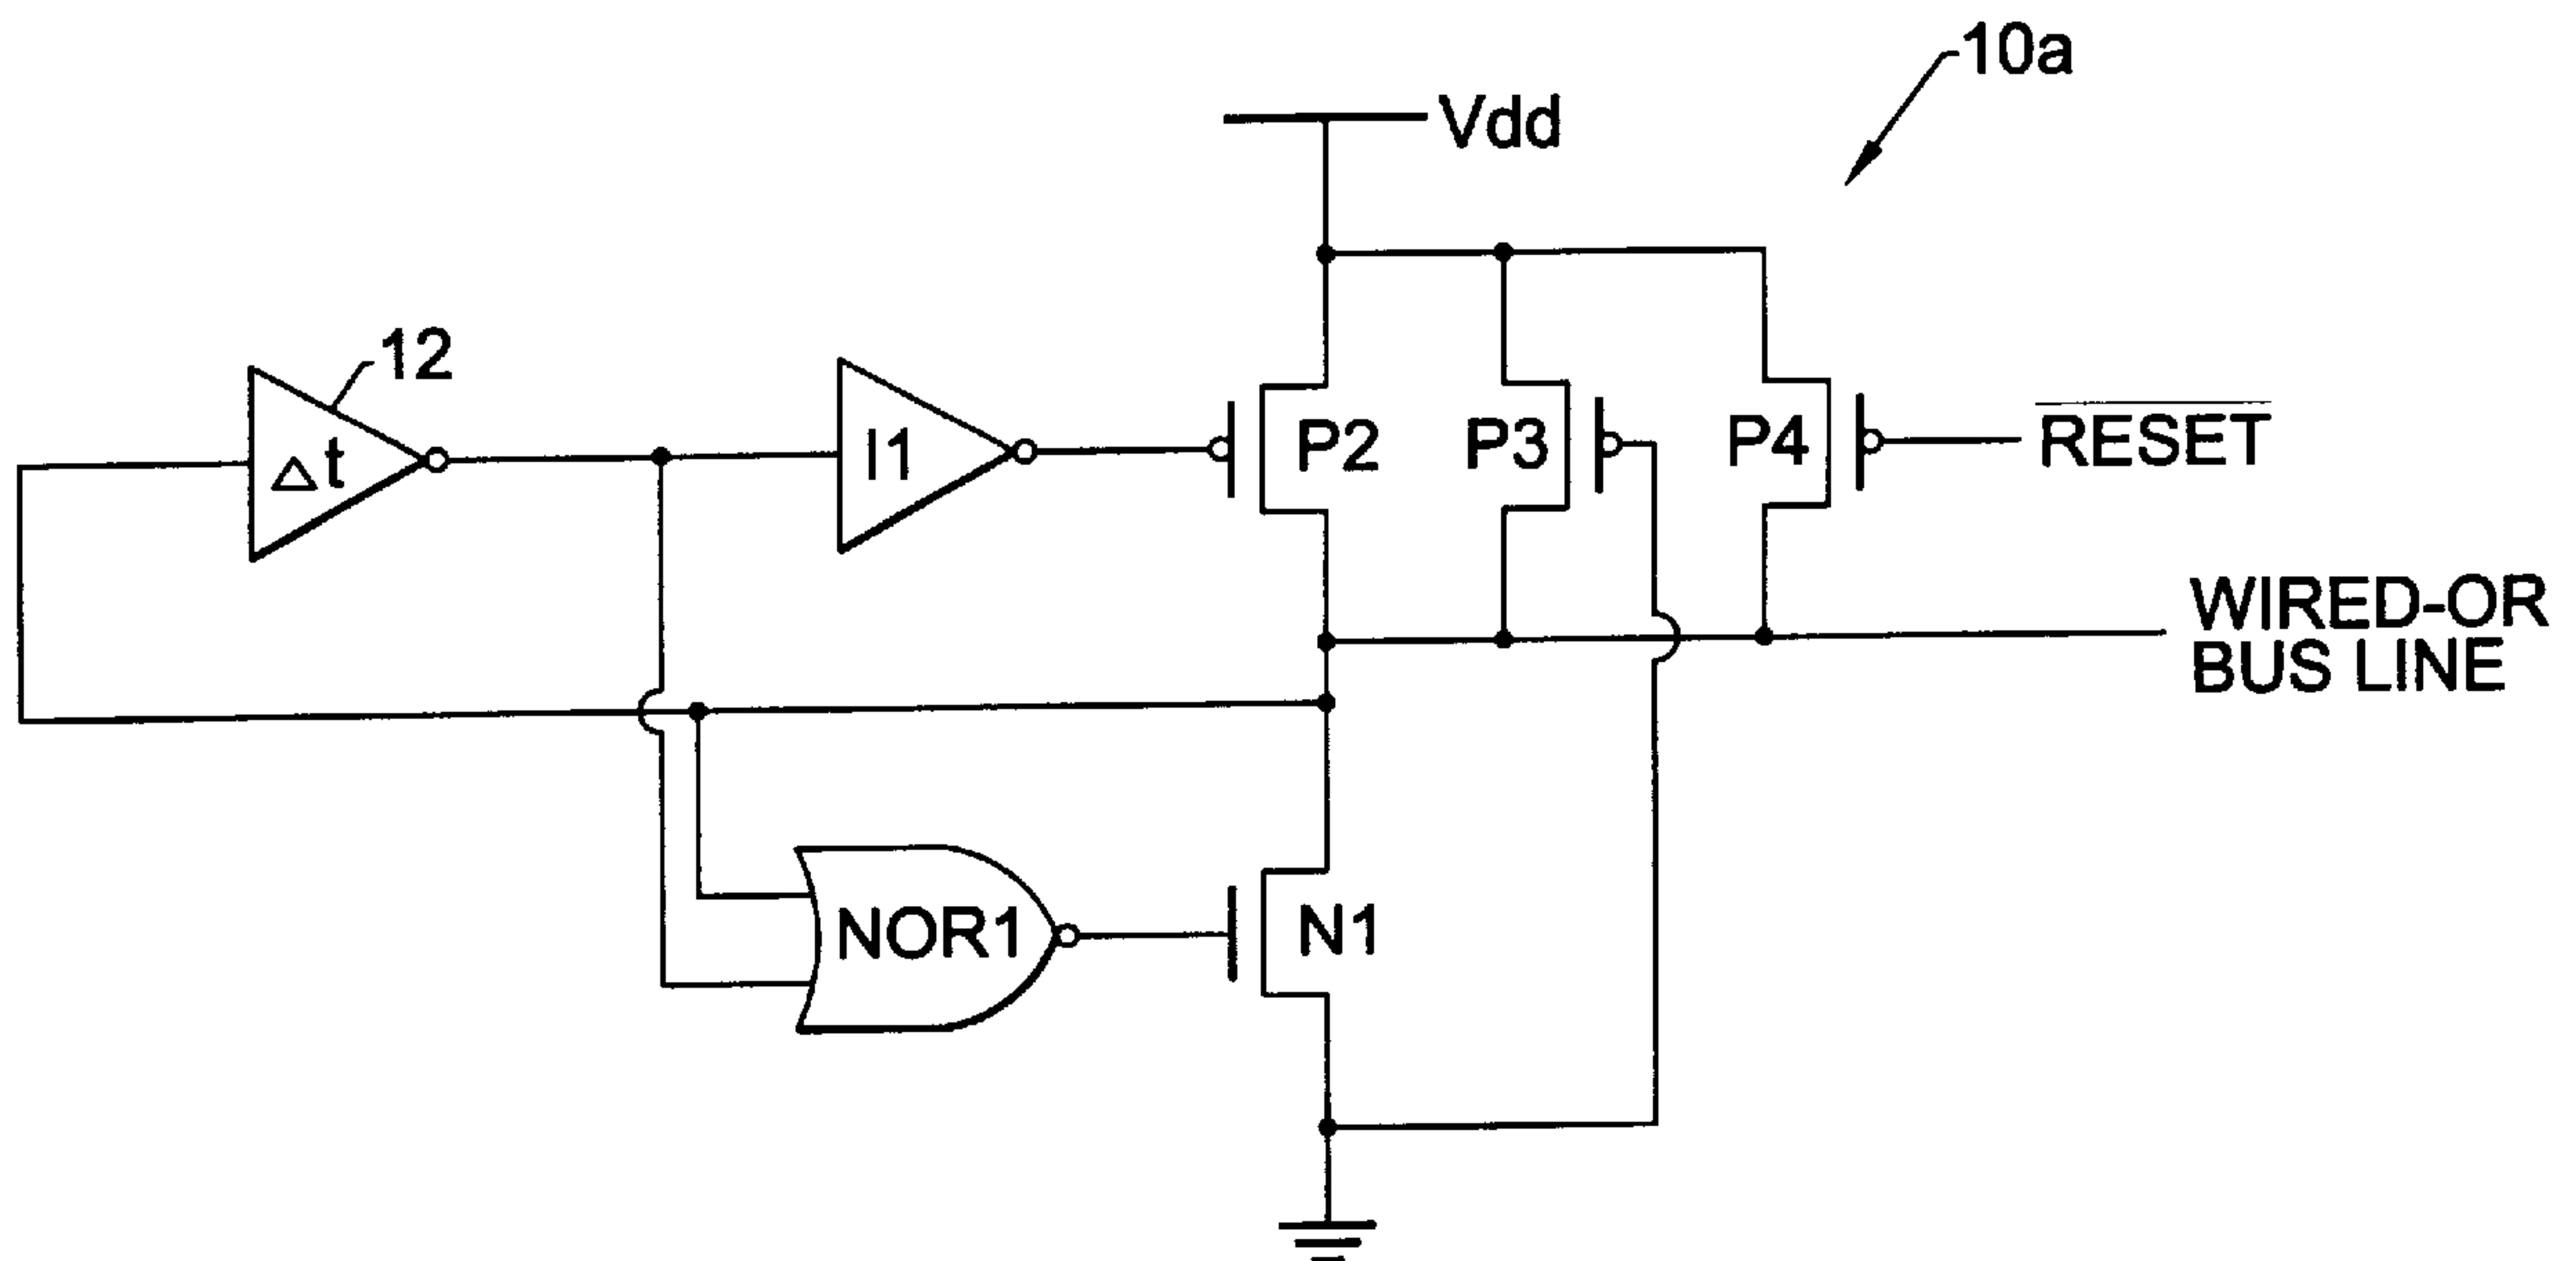 10a
Vdd
12
Δt
I1
P2
P3
P4
RESET
WIRED-OR
BUS LINE
NOR1
N1